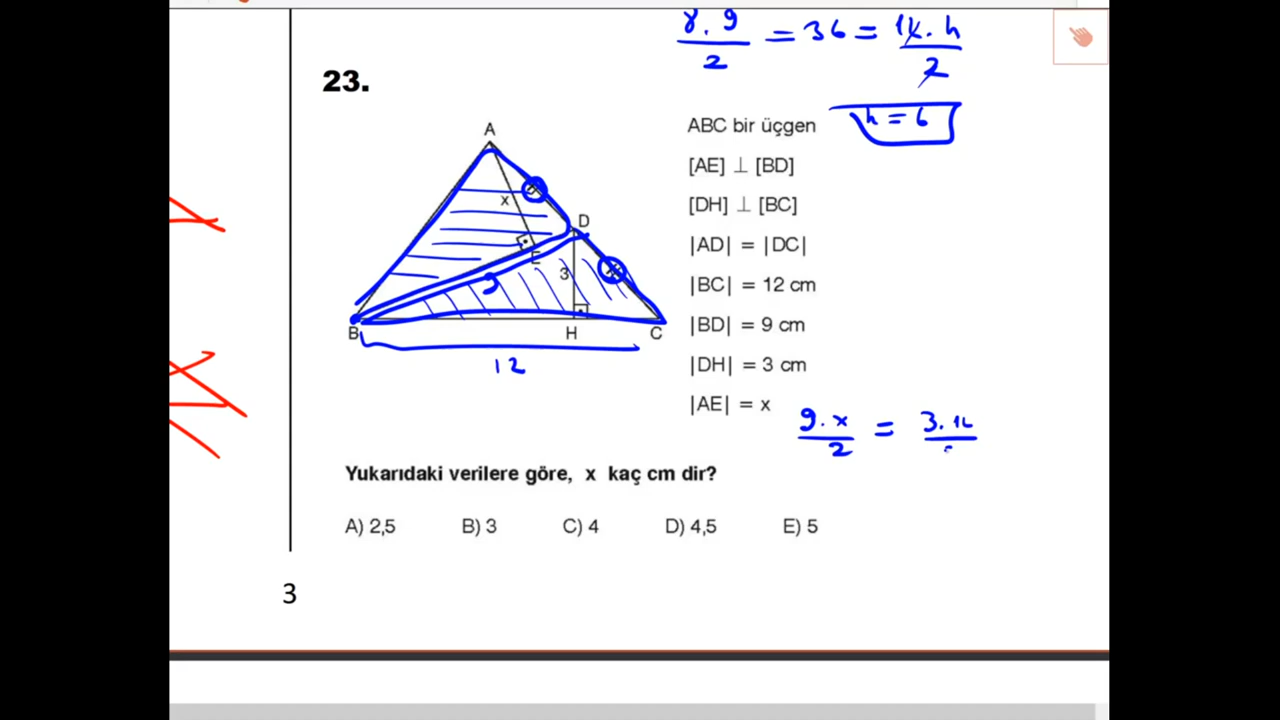 8 . 9 / 2 = 36 = 12 . h / 2
23.
h = 6
A
ABC bir üçgen
[AE] ⊥ [BD]
x
[DH] ⊥ [BC]
D
|AD| = |DC|
E
3
9
|BC| = 12 cm
|BD| = 9 cm
B H C
12
|DH| = 3 cm
|AE| = x
9 . x / 2 = 3 . 12
Yukarıdaki verilere göre, x kaç cm dir?
A) 2,5 B) 3 C) 4 D) 4,5 E) 5
3